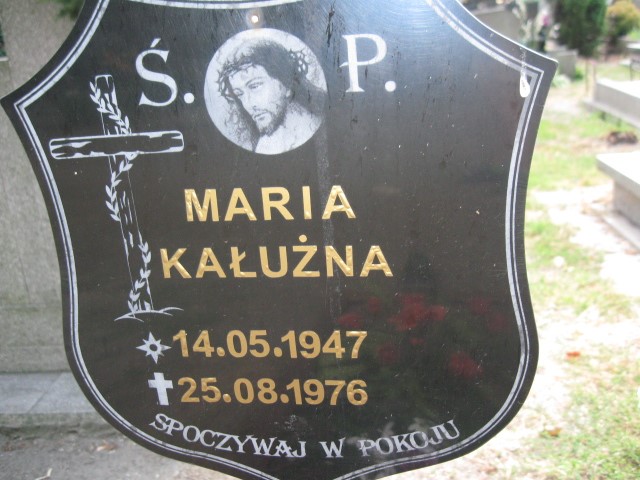 Ś. P.
MARIA
KAŁUŻNA
14.05.1947
25.08.1976
SPOCZYWAJ W POKOJU